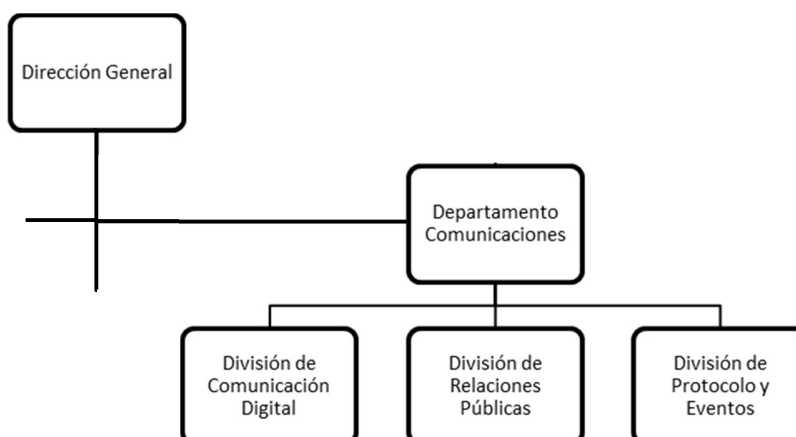 Dirección General
Departamento
Comunicaciones
División de
Comunicación
Digital
División de
Relaciones
Públicas
División de
Protocolo y
Eventos